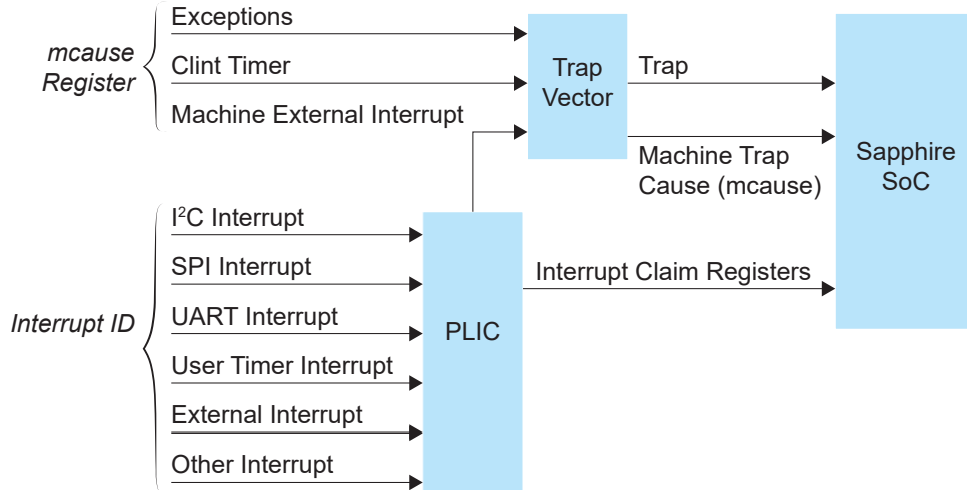 Exceptions
mcause
Register
Clint Timer
Machine External Interrupt
Trap
Vector
Trap
Machine Trap
Cause (mcause)
Sapphire
SoC
I²C Interrupt
SPI Interrupt
Interrupt ID
UART Interrupt
User Timer Interrupt
External Interrupt
Other Interrupt
PLIC
Interrupt Claim Registers